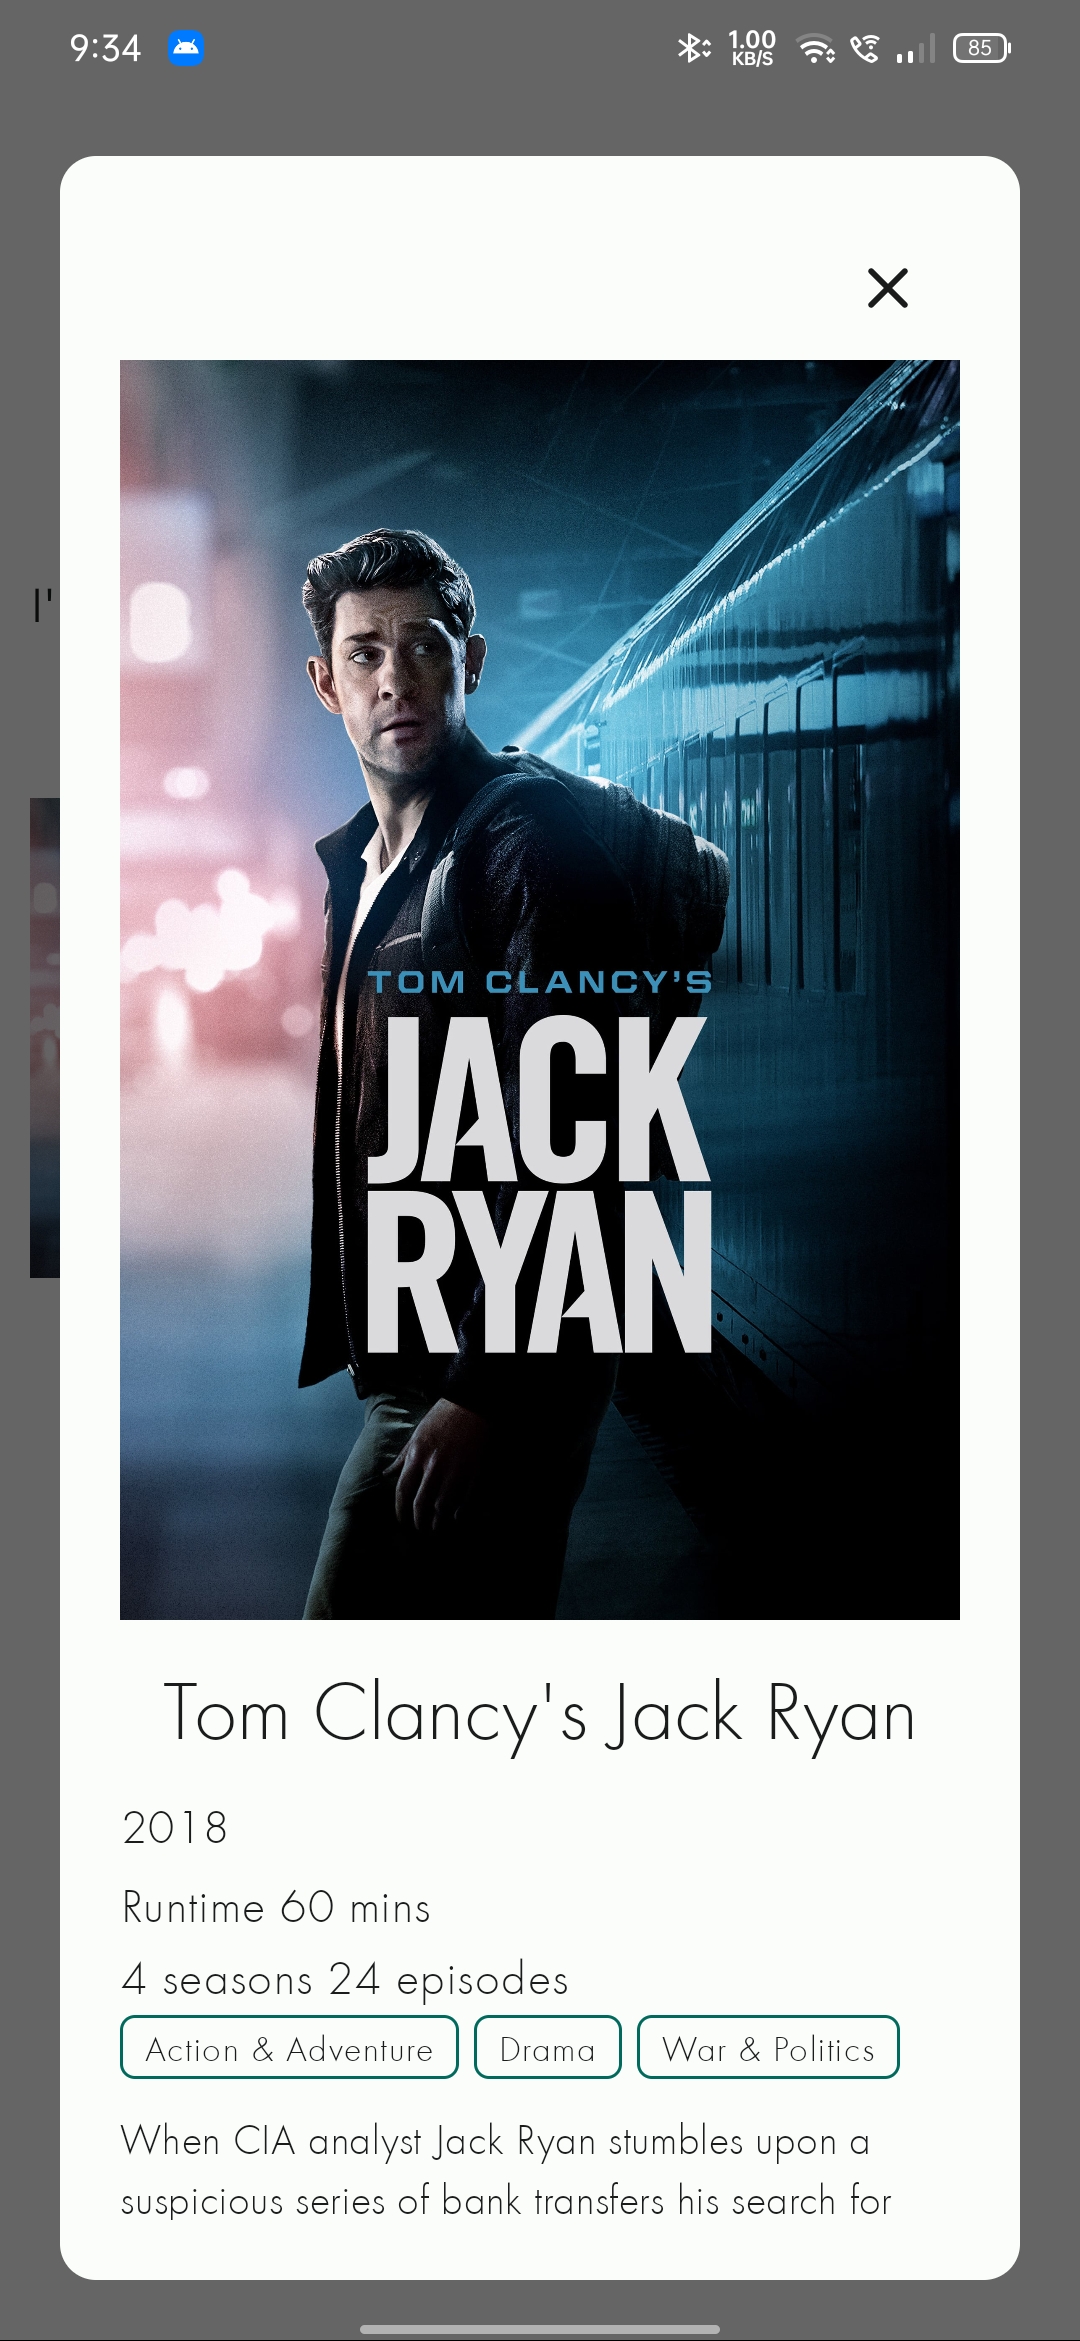 9:34
1.00
KB/S
85
I'
TOM CLANCY'S
JACK
RYAN
Tom Clancy's Jack Ryan
2018
Runtime 60 mins
4 seasons 24 episodes
Action & Adventure Drama War & Politics
When CIA analyst Jack Ryan stumbles upon a
suspicious series of bank transfers his search for